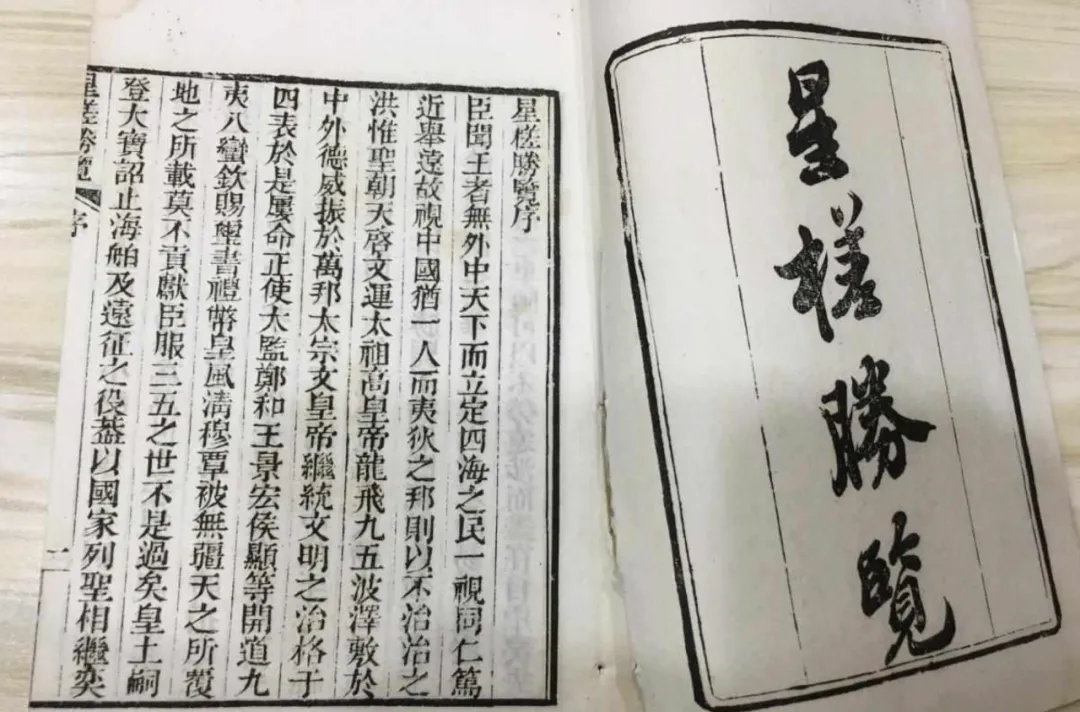 星槎勝覽
星槎勝覽序
臣聞王者無外中天下而立定四海之民一視同仁篤
近舉遠故視中國猶一人而夷狄之邦則以不治治之
洪惟聖朝天啓文運太祖高皇帝龍飛九五波澤敷於
中外德威振於萬邦太宗文皇帝繼統文明之治格于
四表於是屢命正使太監鄭和王景宏侯顯等開道九
夷八蠻欽賜璽書禮幣皇風清穆覃被無疆天之所覆
地之所載莫不貢獻臣服三五之世不是過矣皇上嗣
登大寶詔止海舶及遠征之役葢以國家列聖相繼奕
星槎勝覽 序 二